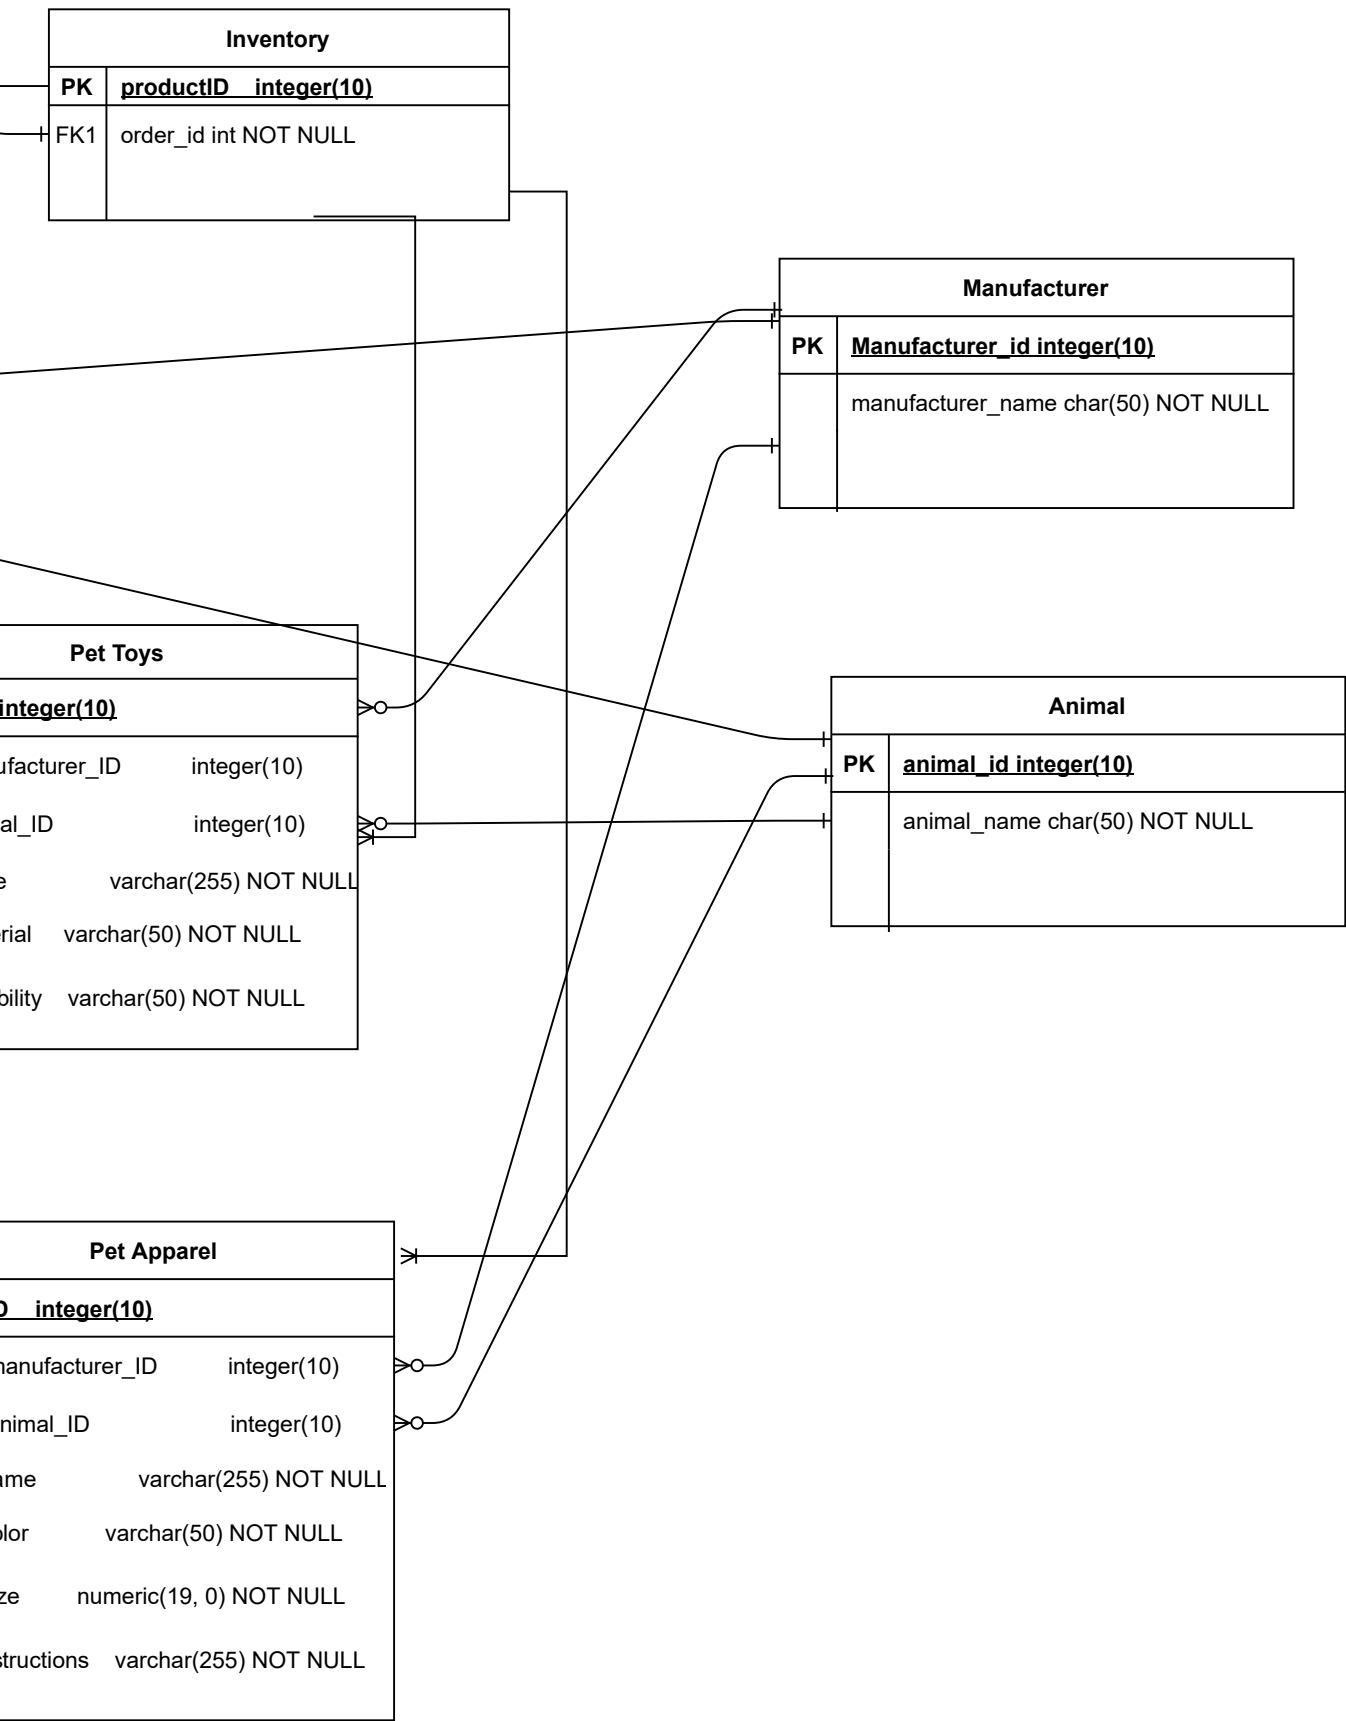 Inventory
PK productID integer(10)
FK1 order_id int NOT NULL
Manufacturer
PK Manufacturer_id integer(10)
manufacturer_name char(50) NOT NULL
Pet Toys
integer(10)
ufacturer_ID integer(10)
al_ID integer(10)
e varchar(255) NOT NULL
rial varchar(50) NOT NULL
bility varchar(50) NOT NULL
Animal
PK animal_id integer(10)
animal_name char(50) NOT NULL
Pet Apparel
D integer(10)
manufacturer_ID integer(10)
nimal_ID integer(10)
ame varchar(255) NOT NULL
olor varchar(50) NOT NULL
ze numeric(19, 0) NOT NULL
structions varchar(255) NOT NULL